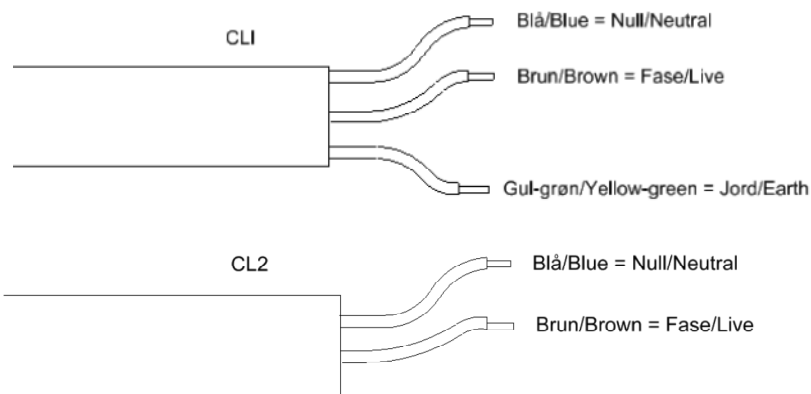 CL1
Blå/Blue = Null/Neutral
Brun/Brown = Fase/Live
Gul-grøn/Yellow-green = Jord/Earth
CL2
Blå/Blue = Null/Neutral
Brun/Brown = Fase/Live